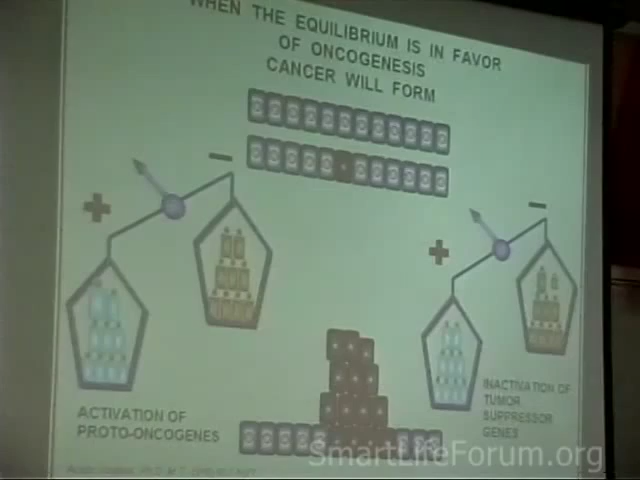 WHEN THE EQUILIBRIUM IS IN FAVOR
OF ONCOGENESIS
CANCER WILL FORM
ACTIVATION OF
PROTO-ONCOGENES
INACTIVATION OF
TUMOR
SUPPRESSOR
GENES
SmartLifeForum.org